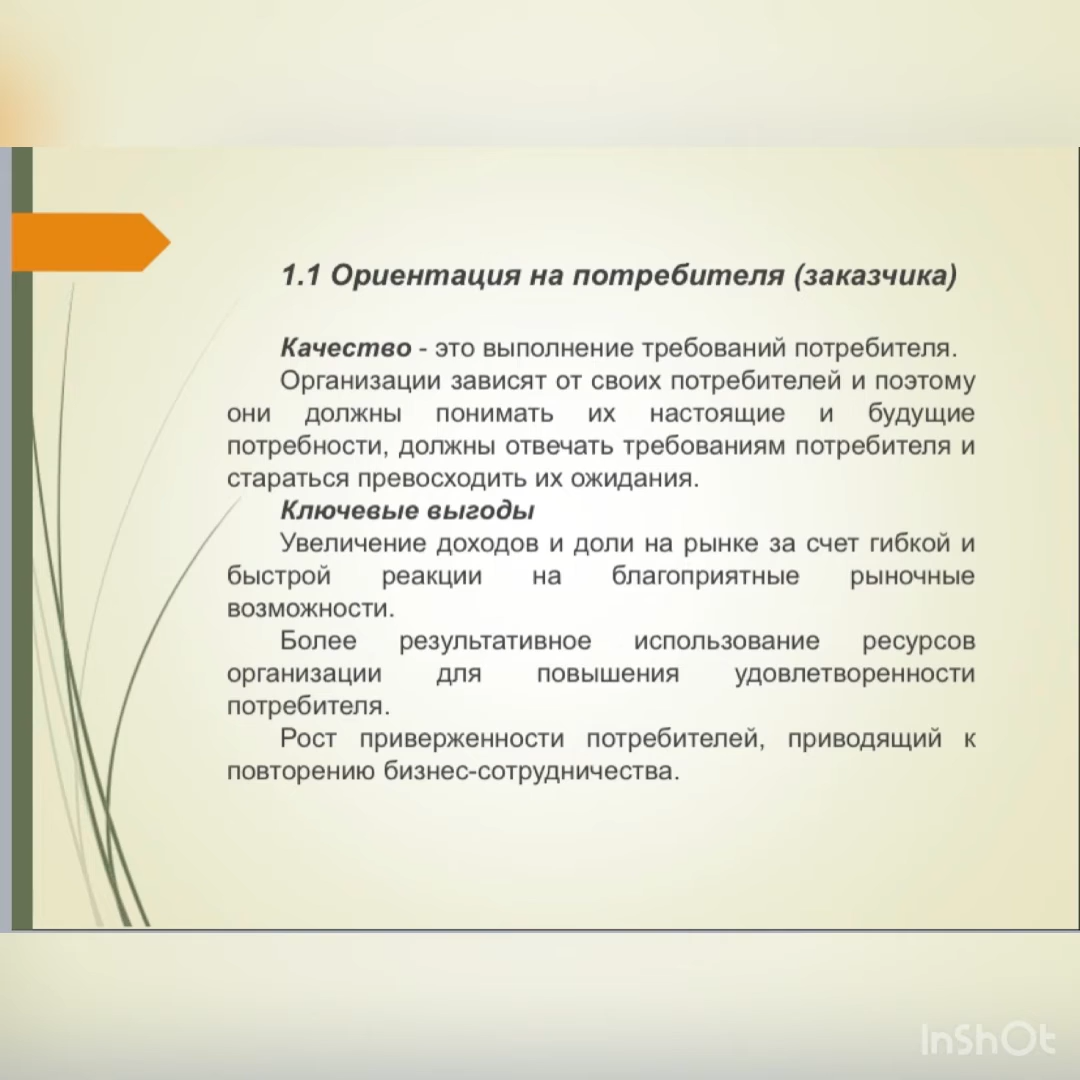 1.1 Ориентация на потребителя (заказчика)
Качество - это выполнение требований потребителя.
Организации зависят от своих потребителей и поэтому
они должны понимать их настоящие и будущие
потребности, должны отвечать требованиям потребителя и
стараться превосходить их ожидания.
Ключевые выгоды
Увеличение доходов и доли на рынке за счет гибкой и
быстрой реакции на благоприятные рыночные
возможности.
Более результативное использование ресурсов
организации для повышения удовлетворенности
потребителя.
Рост приверженности потребителей, приводящий к
повторению бизнес-сотрудничества.
InShOt